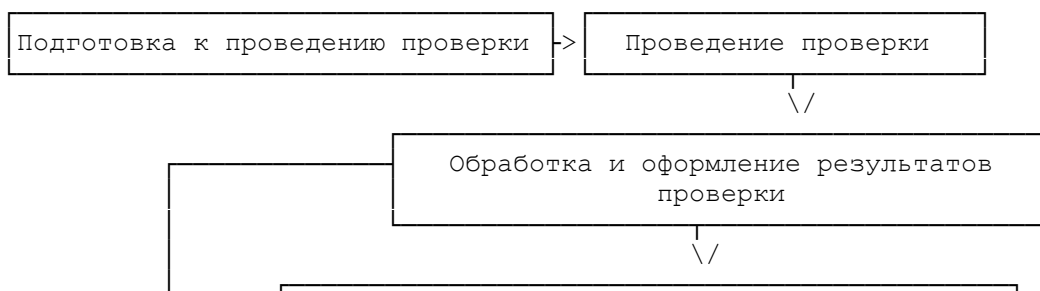 Подготовка к проведению проверки -> Проведение проверки
\/
Обработка и оформление результатов
проверки
\/